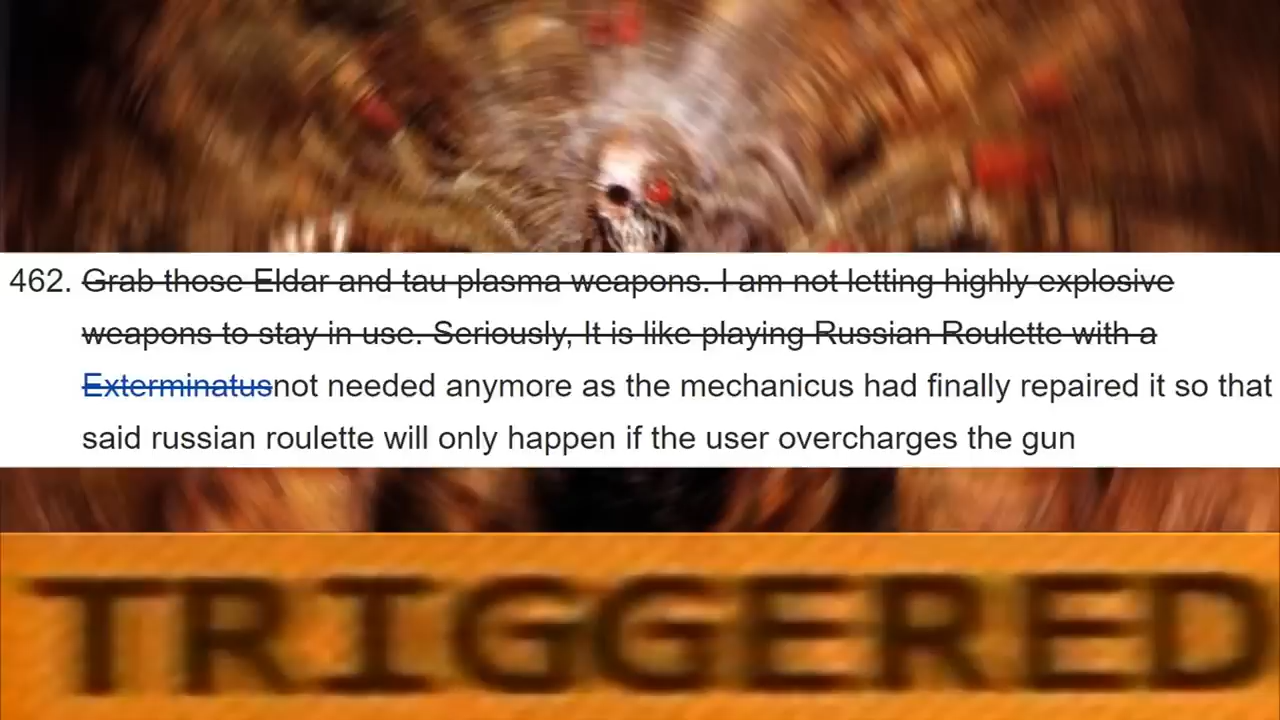 462. Grab those Eldar and tau plasma weapons. I am not letting highly explosive
weapons to stay in use. Seriously, It is like playing Russian Roulette with a
Exterminatusnot needed anymore as the mechanicus had finally repaired it so that
said russian roulette will only happen if the user overcharges the gun
TRIGGERED